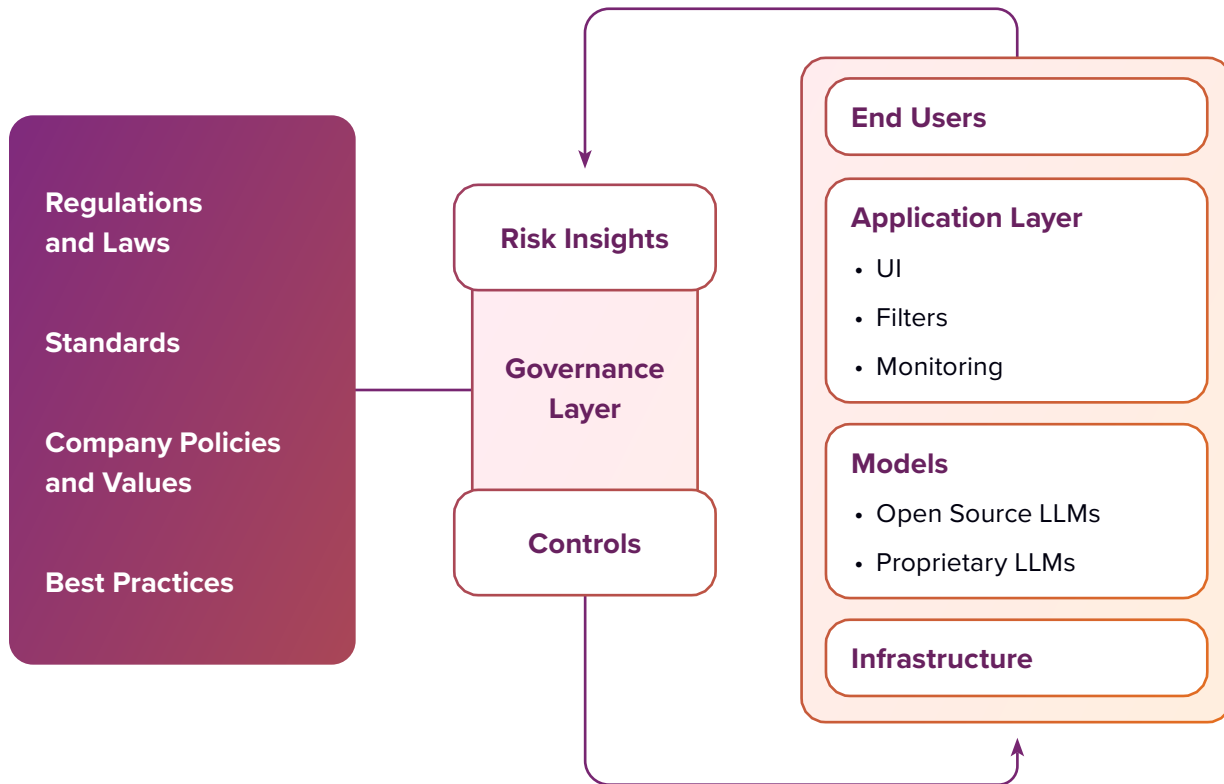 Regulations
and Laws
Standards
Company Policies
and Values
Best Practices
Risk Insights
Governance
Layer
Controls
End Users
Application Layer
• UI
• Filters
• Monitoring
Models
• Open Source LLMs
• Proprietary LLMs
Infrastructure